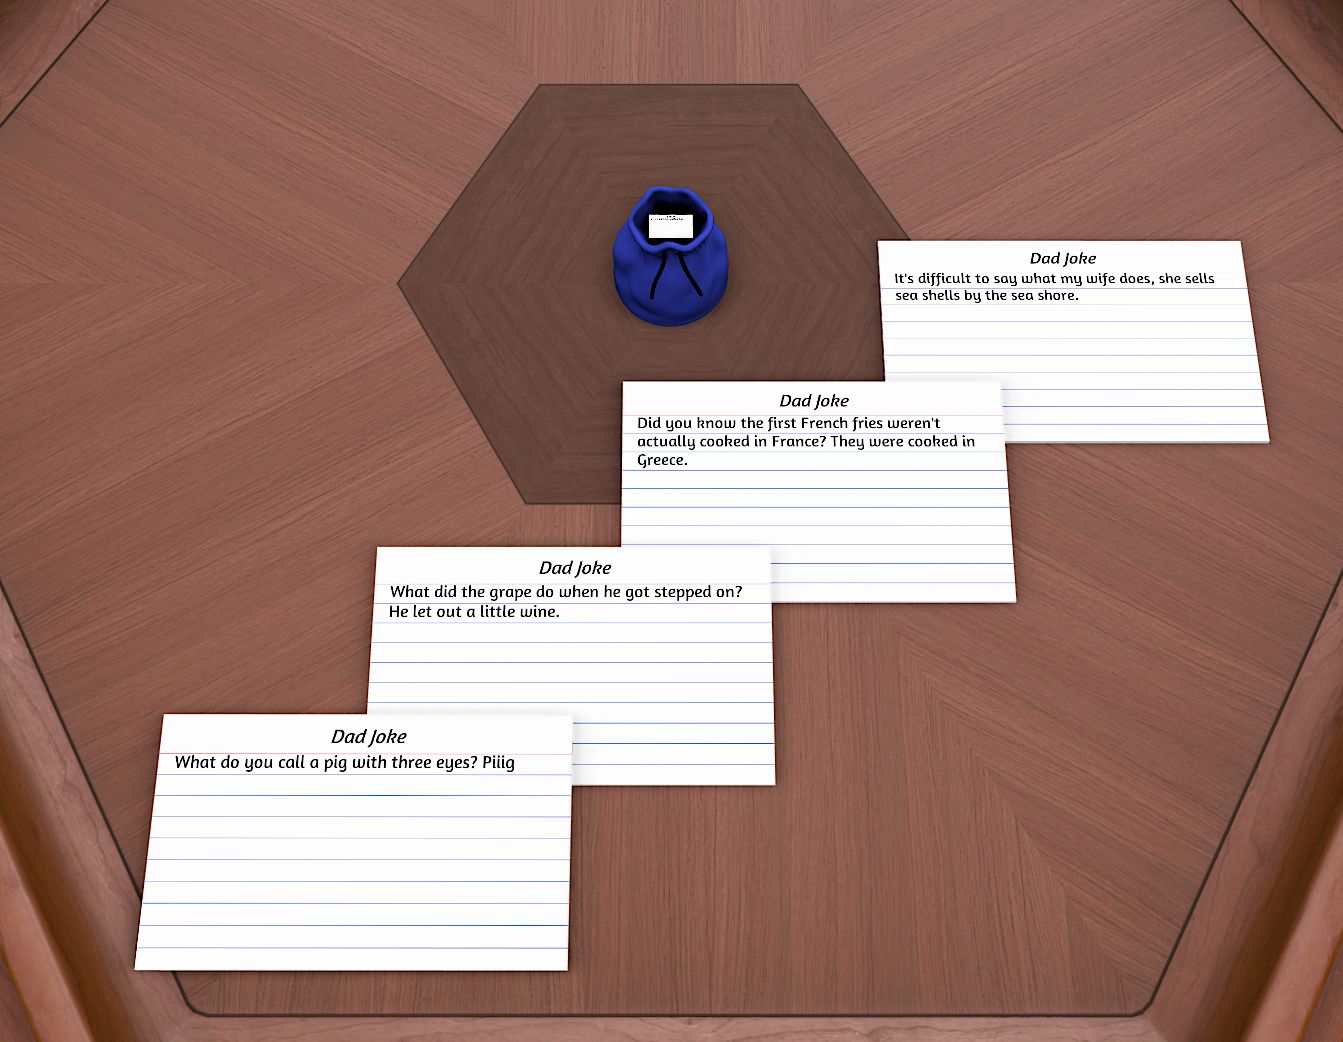 Dad Joke
It's difficult to say what my wife does, she sells
sea shells by the sea shore.
Dad Joke
Did you know the first French fries weren't
actually cooked in France? They were cooked in
Greece.
Dad Joke
What did the grape do when he got stepped on?
He let out a little wine.
Dad Joke
What do you call a pig with three eyes? Piiig